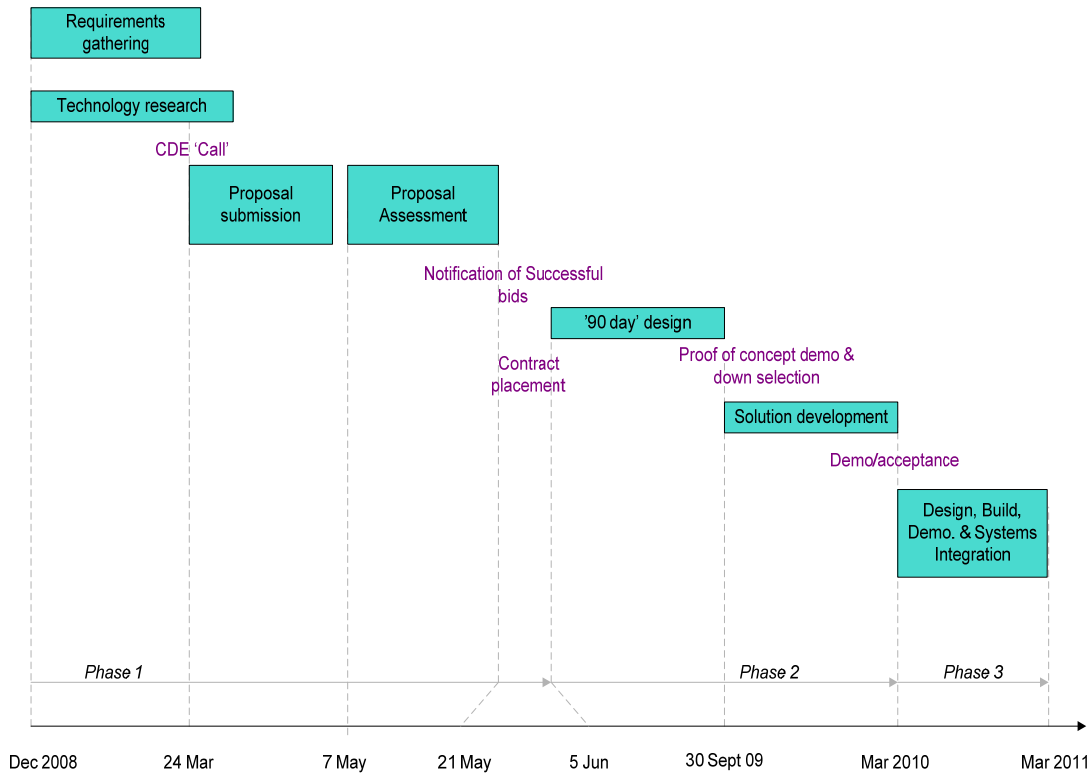 Requirements
gathering
Technology research
CDE ‘Call’
Proposal
submission
Proposal
Assessment
Notification of Successful
bids
’90 day’ design
Contract
placement
Proof of concept demo &
down selection
Solution development
Demo/acceptance
Design, Build,
Demo. & Systems
Integration
Phase 1
Phase 2
Phase 3
Dec 2008
24 Mar
7 May
21 May
5 Jun
30 Sept 09
Mar 2010
Mar 2011